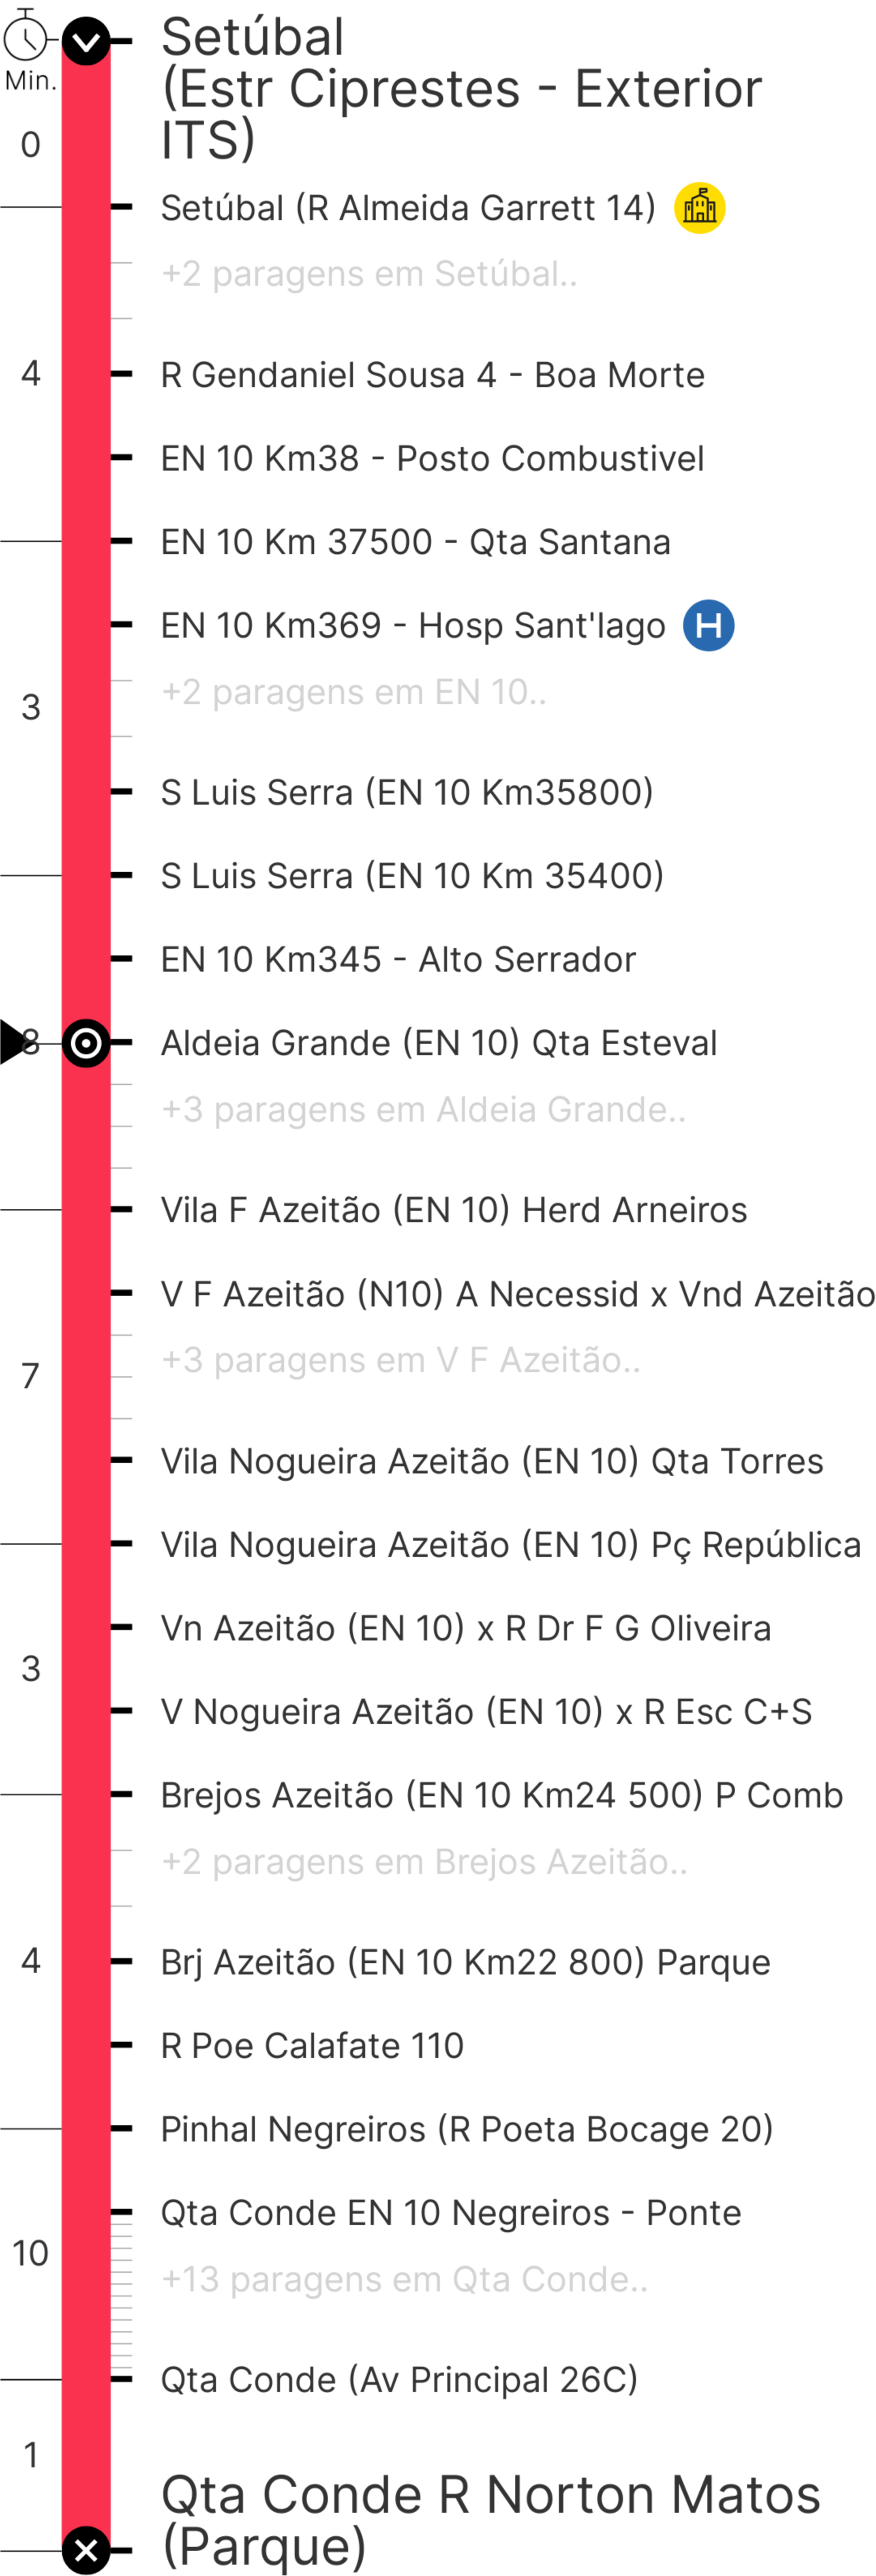 Setúbal
(Estr Ciprestes - Exterior
ITS)
Min.
0
Setúbal (R Almeida Garrett 14)
+2 paragens em Setúbal..
4
R Gendaniel Sousa 4 - Boa Morte
EN 10 Km38 - Posto Combustivel
EN 10 Km 37500 - Qta Santana
EN 10 Km369 - Hosp Sant'Iago H
+2 paragens em EN 10..
3
S Luis Serra (EN 10 Km35800)
S Luis Serra (EN 10 Km 35400)
EN 10 Km345 - Alto Serrador
8 Aldeia Grande (EN 10) Qta Esteval
+3 paragens em Aldeia Grande..
Vila F Azeitão (EN 10) Herd Arneiros
V F Azeitão (N10) A Necessid x Vnd Azeitão
+3 paragens em V F Azeitão..
7
Vila Nogueira Azeitão (EN 10) Qta Torres
Vila Nogueira Azeitão (EN 10) Pç República
Vn Azeitão (EN 10) x R Dr F G Oliveira
3
V Nogueira Azeitão (EN 10) x R Esc C+S
Brejos Azeitão (EN 10 Km24 500) P Comb
+2 paragens em Brejos Azeitão..
4
Brj Azeitão (EN 10 Km22 800) Parque
R Poe Calafate 110
Pinhal Negreiros (R Poeta Bocage 20)
Qta Conde EN 10 Negreiros - Ponte
10
+13 paragens em Qta Conde..
Qta Conde (Av Principal 26C)
1
Qta Conde R Norton Matos
(Parque)